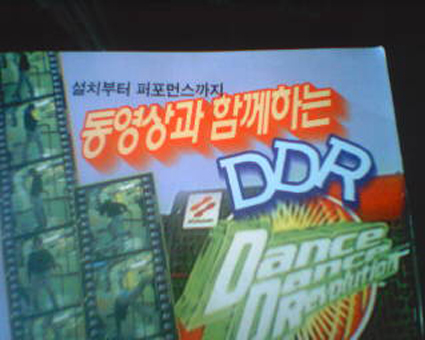 설치부터 퍼포먼스까지
동영상과 함께하는
DDR
Dance
Dance
Revolution